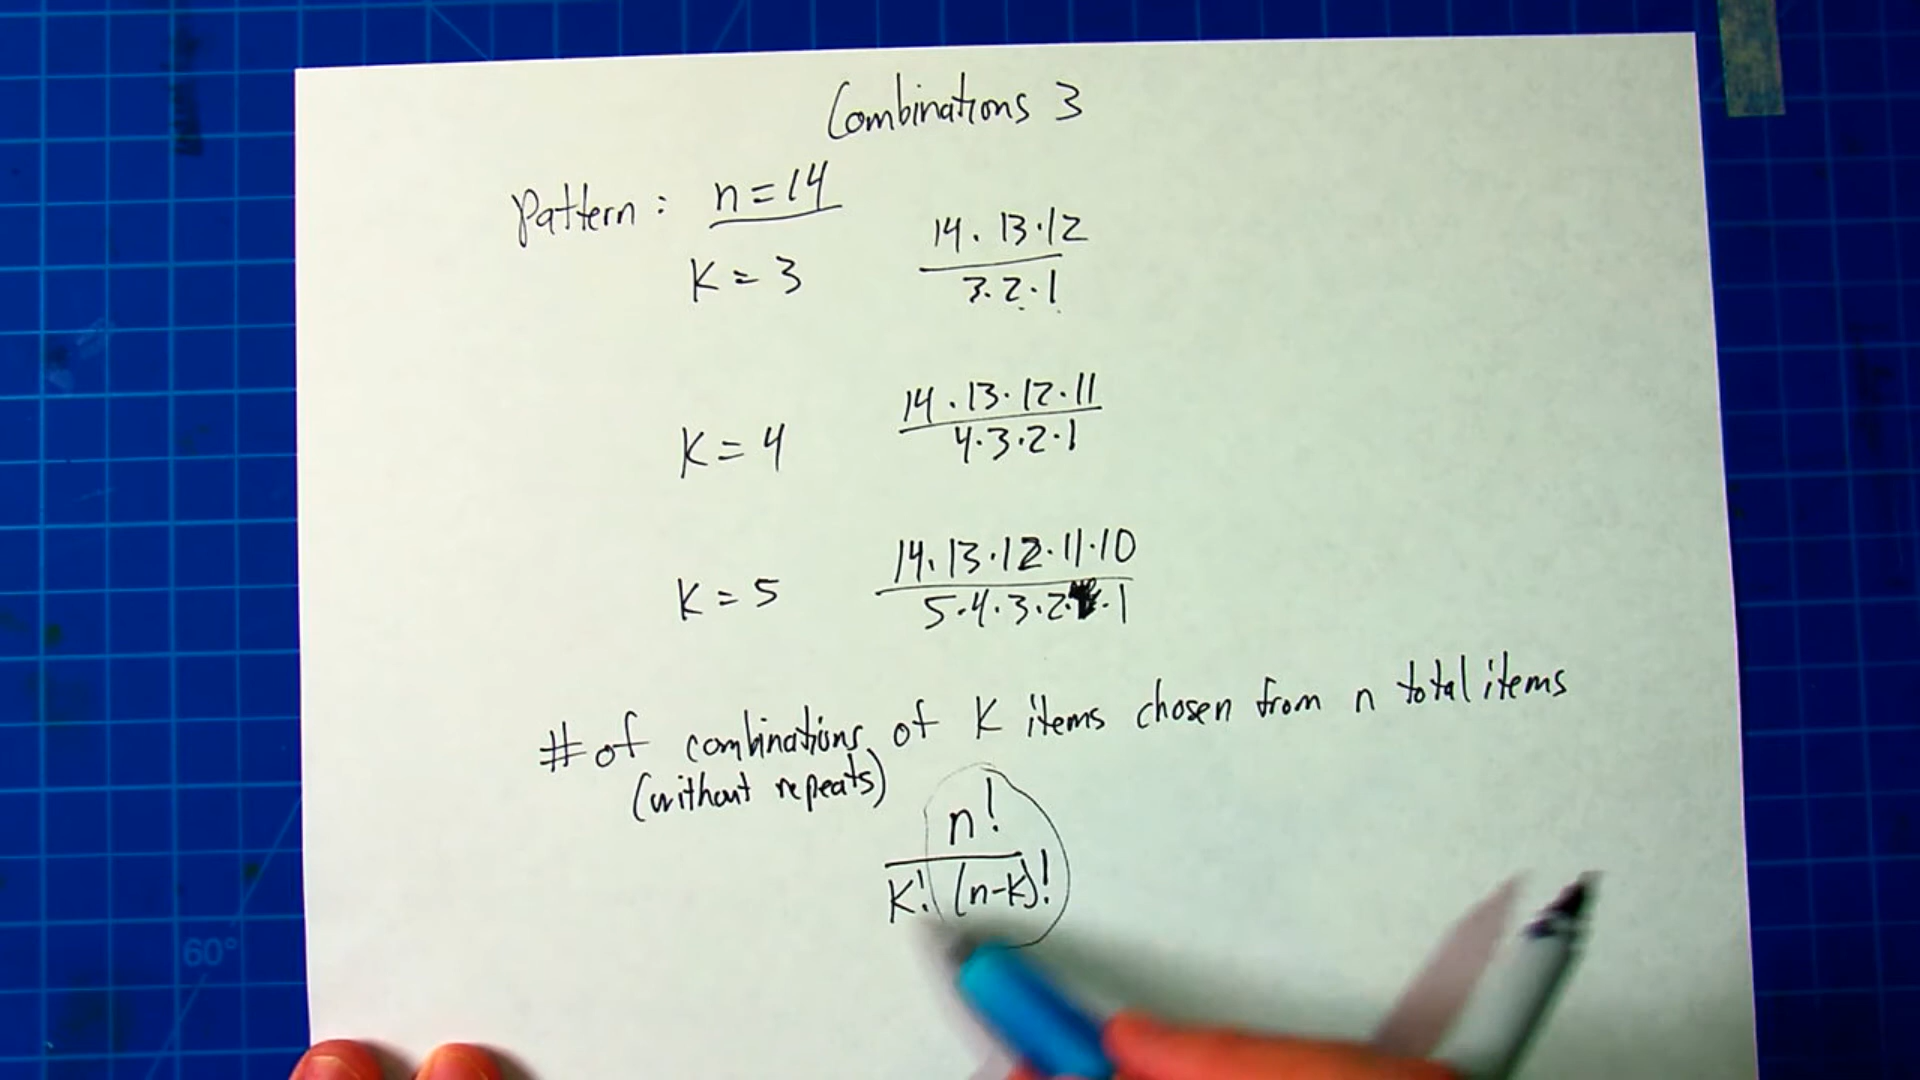 Combinations 3
Pattern: n=14
K = 3 14 · 13 · 12
3 · 2 · 1
K = 4 14 · 13 · 12 · 11
4 · 3 · 2 · 1
K = 5 14 · 13 · 12 · 11 · 10
5 · 4 · 3 · 2 · 1
# of combinations of K items chosen from n total items
(without repeats)
n!
K! (n-K)!
60°